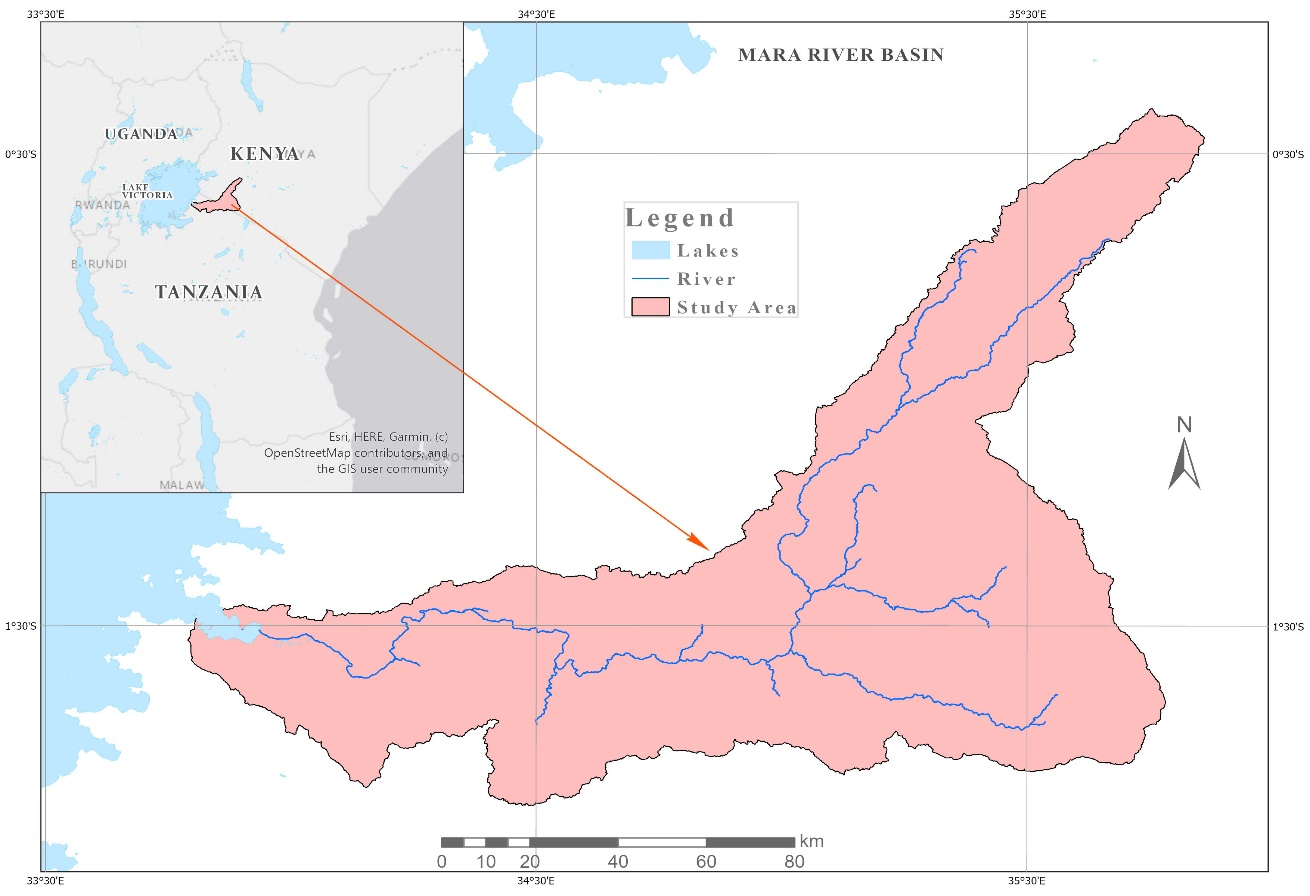 33°30'E 34°30'E 35°30'E
MARA RIVER BASIN
UGANDA
KENYA
0°30'S 0°30'S
LAKE
VICTORIA
RWANDA
Legend
Lakes
River
Study Area
BURUNDI
TANZANIA
N
Esri, HERE, Garmin, (c)
OpenStreetMap contributors, and
the GIS user community
MALAW
1°30'S 1°30'S
km
0 10 20 40 60 80
33°30'E 34°30'E 35°30'E